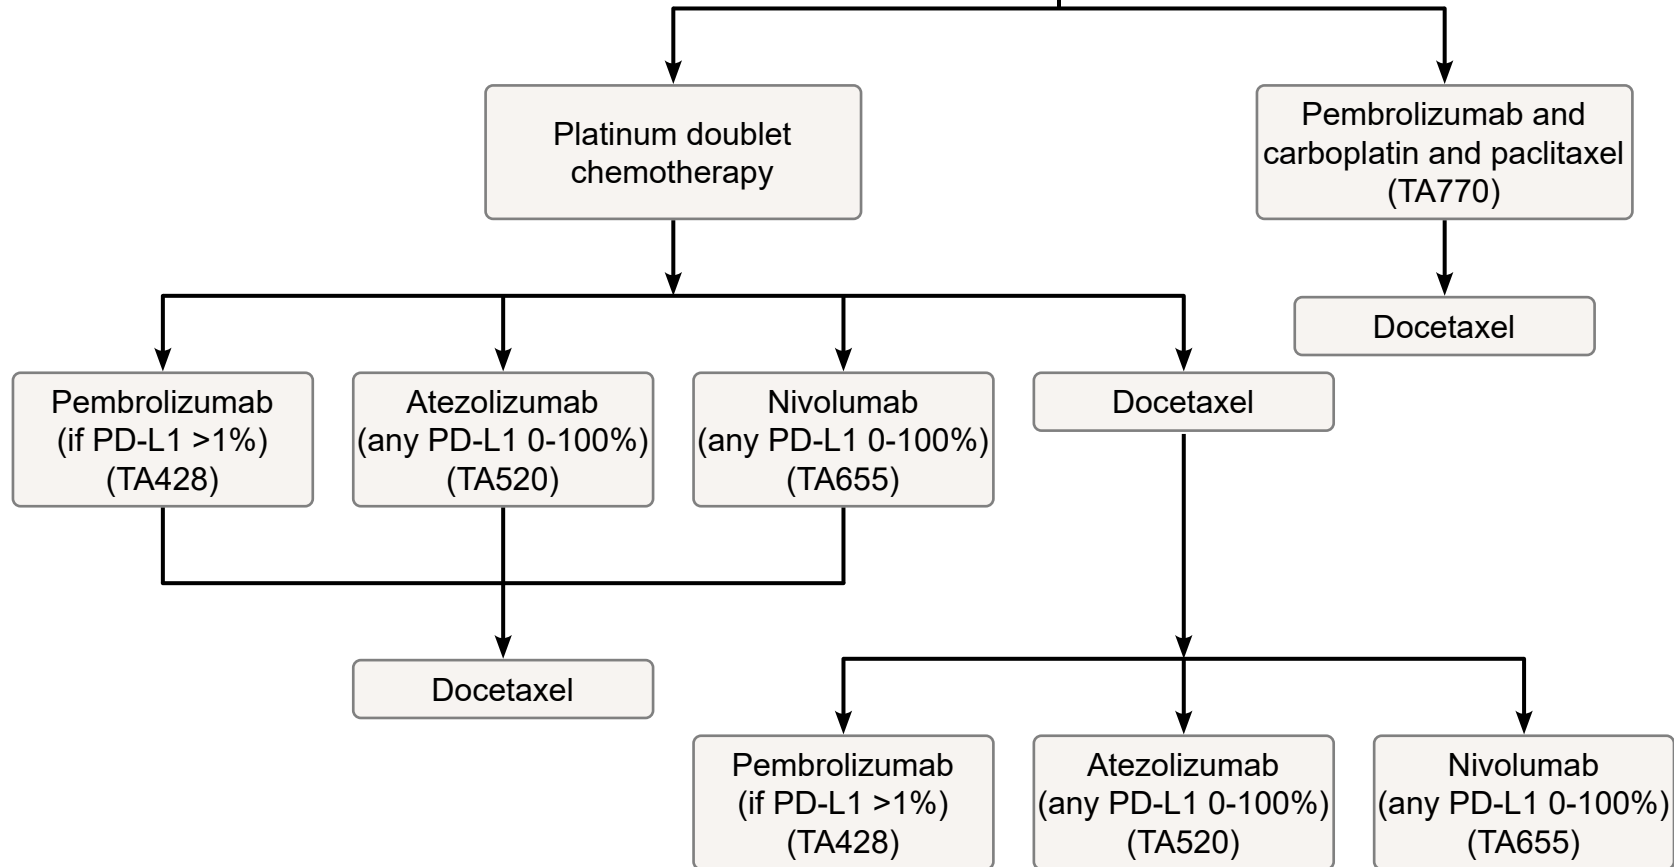 Platinum doublet
chemotherapy
Pembrolizumab and
carboplatin and paclitaxel
(TA770)
Docetaxel
Pembrolizumab
(if PD-L1 >1%)
(TA428)
Atezolizumab
(any PD-L1 0-100%)
(TA520)
Nivolumab
(any PD-L1 0-100%)
(TA655)
Docetaxel
Docetaxel
Pembrolizumab
(if PD-L1 >1%)
(TA428)
Atezolizumab
(any PD-L1 0-100%)
(TA520)
Nivolumab
(any PD-L1 0-100%)
(TA655)